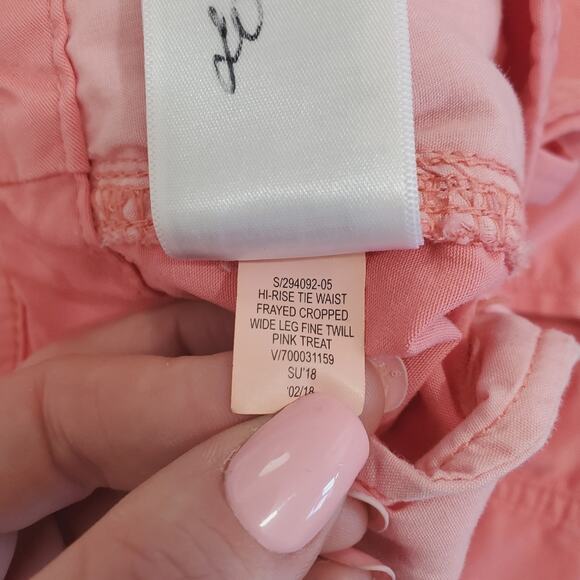 S/294092-05
HI-RISE TIE WAIST
FRAYED CROPPED
WIDE LEG FINE TWILL
PINK TREAT
V/700031159
SU'18
'02/18